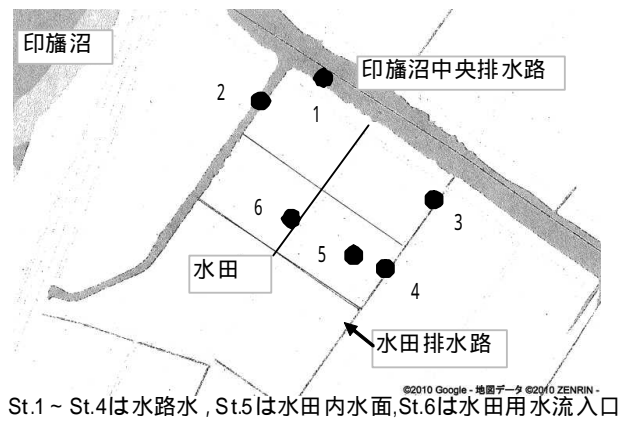 印旛沼
印旛沼中央排水路
2
1
3
6
5
4
水田
水田排水路
©2010 Google - 地図データ ©2010 ZENRIN -
St.1 ~ St.4は水路水 , St.5は水田内水面,St.6は水田用水流入口